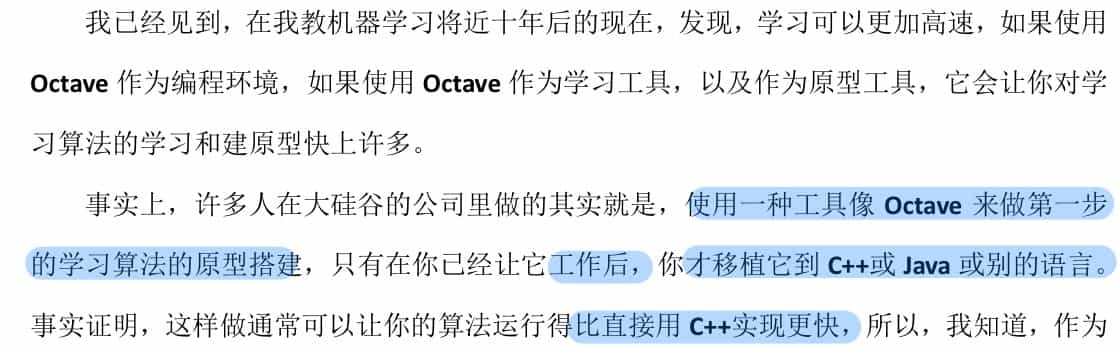 我已经见到，在我教机器学习将近十年后的现在，发现，学习可以更加高速，如果使用
Octave 作为编程环境，如果使用 Octave 作为学习工具，以及作为原型工具，它会让你对学
习算法的学习和建原型快上许多。
事实上，许多人在大硅谷的公司里做的其实就是，使用一种工具像 Octave 来做第一步
的学习算法的原型搭建，只有在你已经让它工作后，你才移植它到 C++或 Java 或别的语言。
事实证明，这样做通常可以让你的算法运行得比直接用 C++实现更快，所以，我知道，作为